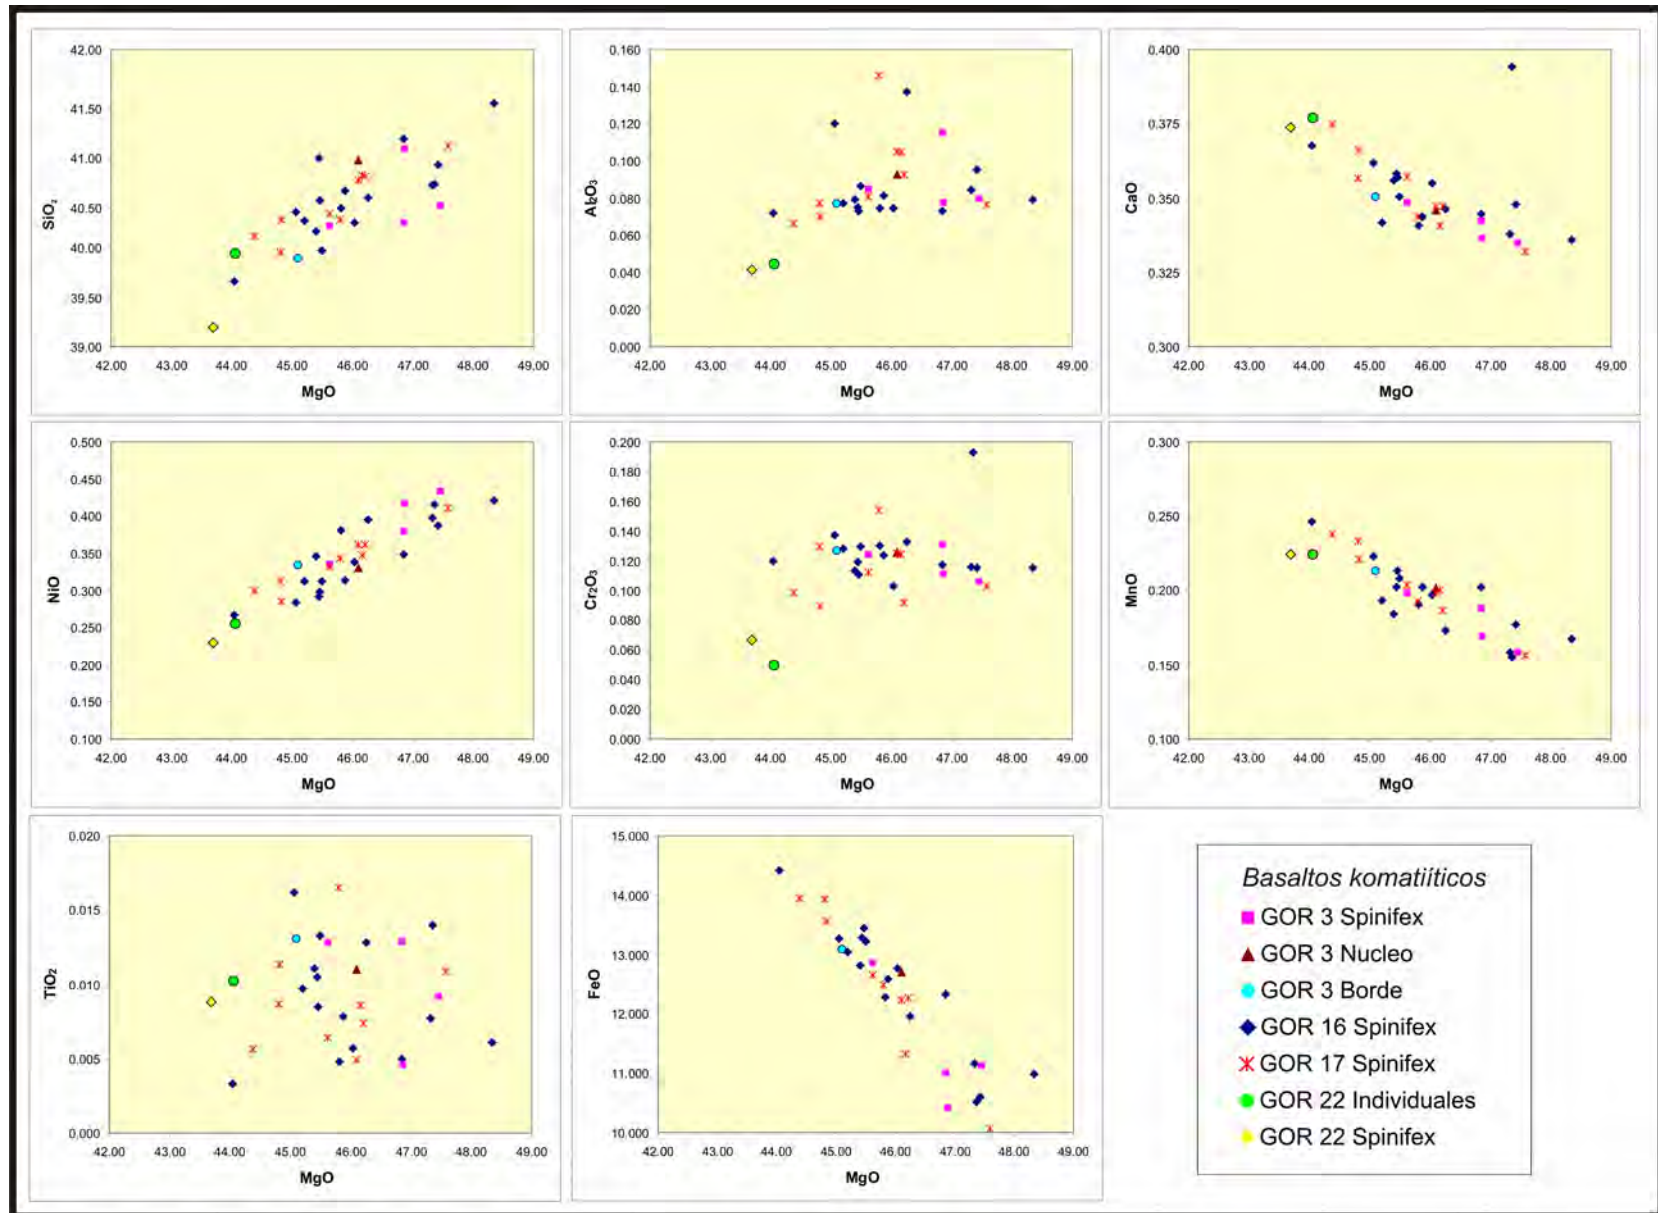 42.00
41.50
41.00
40.50
40.00
39.50
39.00
SiO2
42.00 43.00 44.00 45.00 46.00 47.00 48.00 49.00
MgO
0.160
0.140
0.120
0.100
0.080
0.060
0.040
0.020
0.000
Al2O3
42.00 43.00 44.00 45.00 46.00 47.00 48.00 49.00
MgO
0.400
0.375
0.350
0.325
0.300
CaO
42.00 43.00 44.00 45.00 46.00 47.00 48.00 49.00
MgO
0.500
0.450
0.400
0.350
0.300
0.250
0.200
0.150
0.100
NiO
42.00 43.00 44.00 45.00 46.00 47.00 48.00 49.00
MgO
0.200
0.180
0.160
0.140
0.120
0.100
0.080
0.060
0.040
0.020
0.000
Cr2O3
42.00 43.00 44.00 45.00 46.00 47.00 48.00 49.00
MgO
0.300
0.250
0.200
0.150
0.100
MnO
42.00 43.00 44.00 45.00 46.00 47.00 48.00 49.00
MgO
0.020
0.015
0.010
0.005
0.000
TiO2
42.00 43.00 44.00 45.00 46.00 47.00 48.00 49.00
MgO
15.000
14.000
13.000
12.000
11.000
10.000
FeO
42.00 43.00 44.00 45.00 46.00 47.00 48.00 49.00
MgO
Basaltos komatiíticos
GOR 3 Spinifex
GOR 3 Nucleo
GOR 3 Borde
GOR 16 Spinifex
GOR 17 Spinifex
GOR 22 Individuales
GOR 22 Spinifex